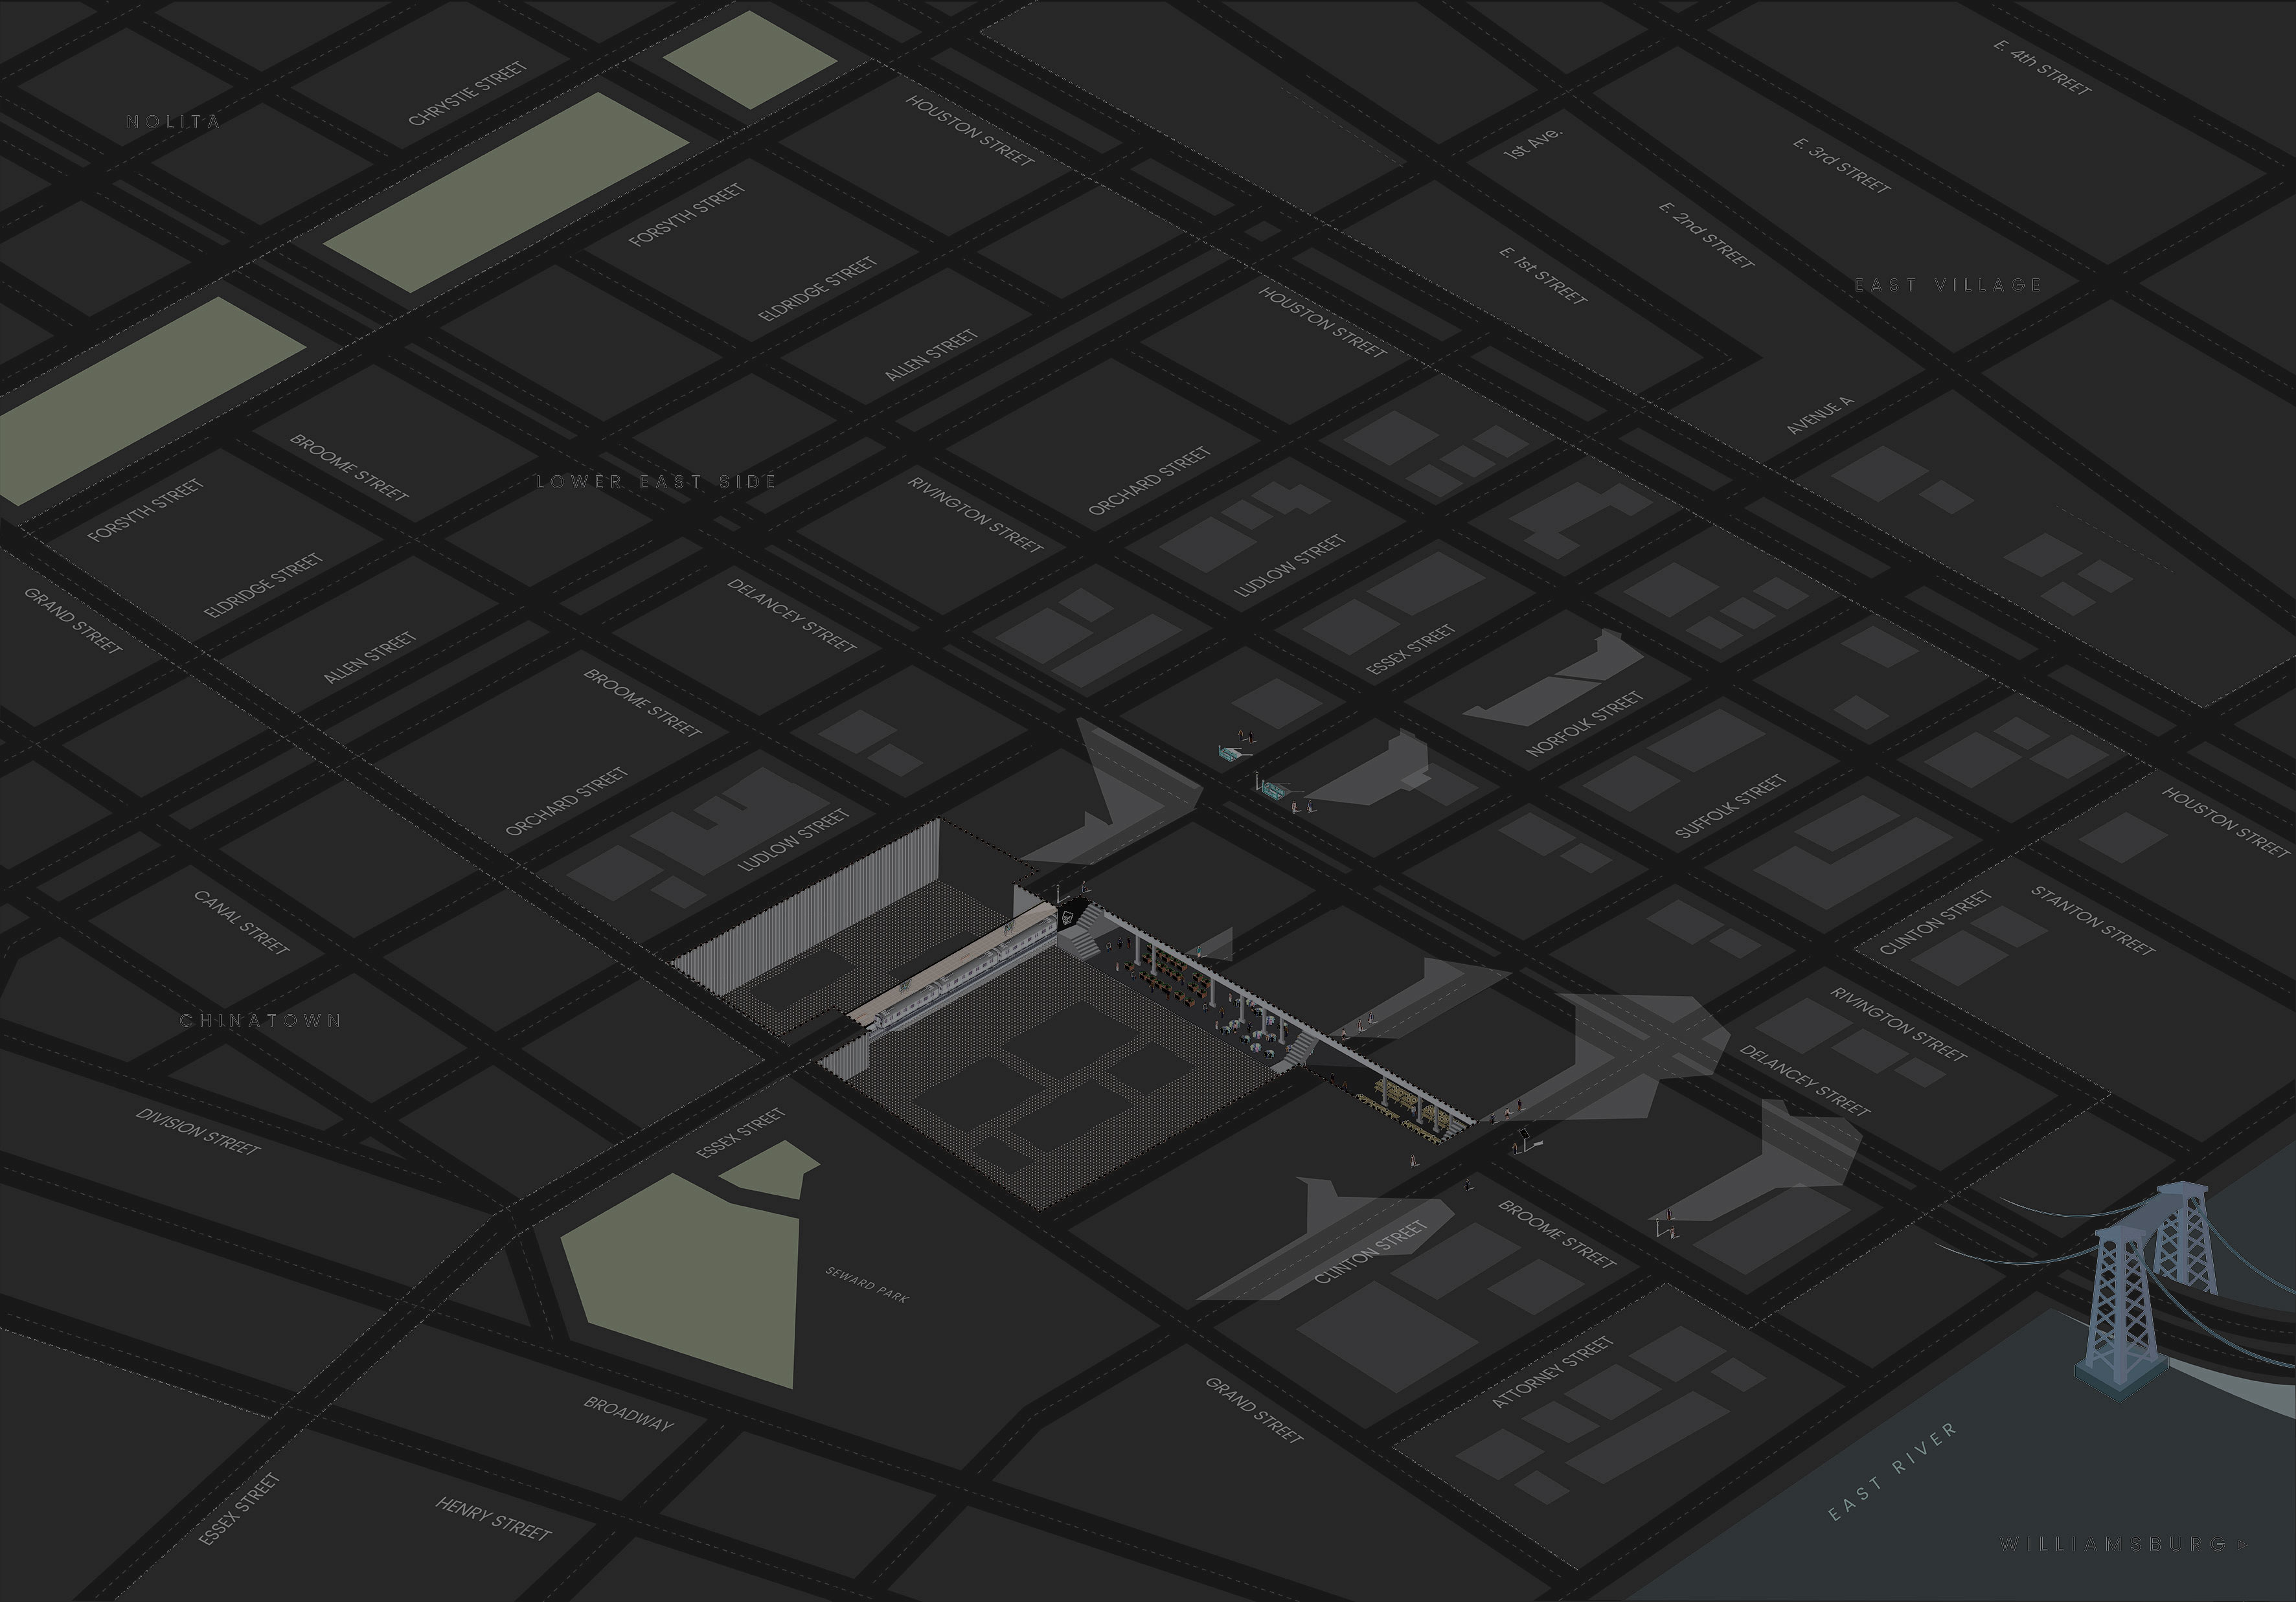 E. 4th STREET
CHRYSTIE STREET
NOLITA
HOUSTON STREET
1st Ave.
E. 3rd STREET
FORSYTH STREET
E. 2nd STREET
ELDRIDGE STREET
E. 1st STREET
EAST VILLAGE
HOUSTON STREET
ALLEN STREET
AVENUE A
BROOME STREET
LOWER EAST SIDE
ORCHARD STREET
RIVINGTON STREET
FORSYTH STREET
LUDLOW STREET
ELDRIDGE STREET
DELANCEY STREET
GRAND STREET
ESSEX STREET
ALLEN STREET
BROOME STREET
NORFOLK STREET
ORCHARD STREET
SUFFOLK STREET
HOUSTON STREET
LUDLOW STREET
CANAL STREET
CLINTON STREET
STANTON STREET
CHINATOWN
RIVINGTON STREET
DELANCEY STREET
DIVISION STREET
ESSEX STREET
BROOME STREET
CLINTON STREET
SEWARD PARK
ATTORNEY STREET
BROADWAY
GRAND STREET
EAST RIVER
ESSEX STREET
HENRY STREET
WILLIAMSBURG >